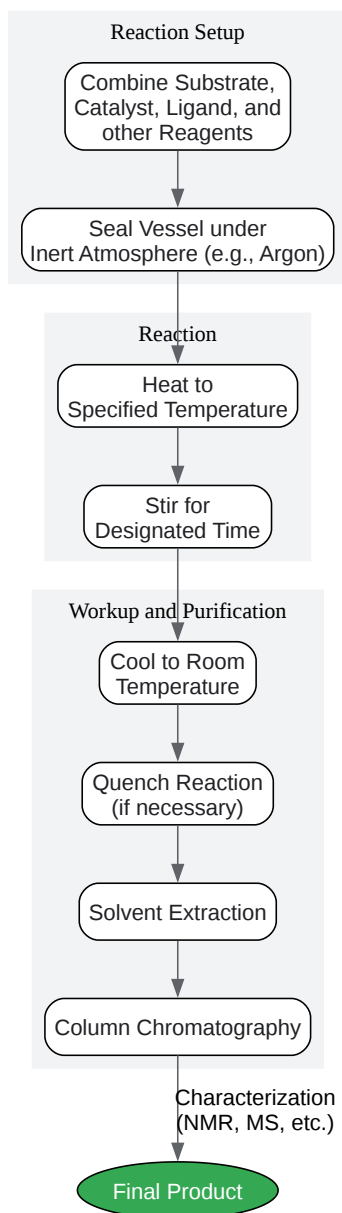 Reaction Setup
Combine Substrate,
Catalyst, Ligand, and
other Reagents
Seal Vessel under
Inert Atmosphere (e.g., Argon)
Reaction
Heat to
Specified Temperature
Stir for
Designated Time
Workup and Purification
Cool to Room
Temperature
Quench Reaction
(if necessary)
Solvent Extraction
Column Chromatography
Characterization
(NMR, MS, etc.)
Final Product